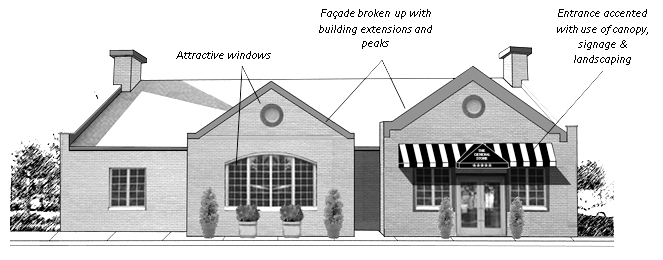 Façade broken up with
building extensions and
peaks
Entrance accented
with use of canopy,
signage &
landscaping
Attractive windows
THE
GENERAL
STORE